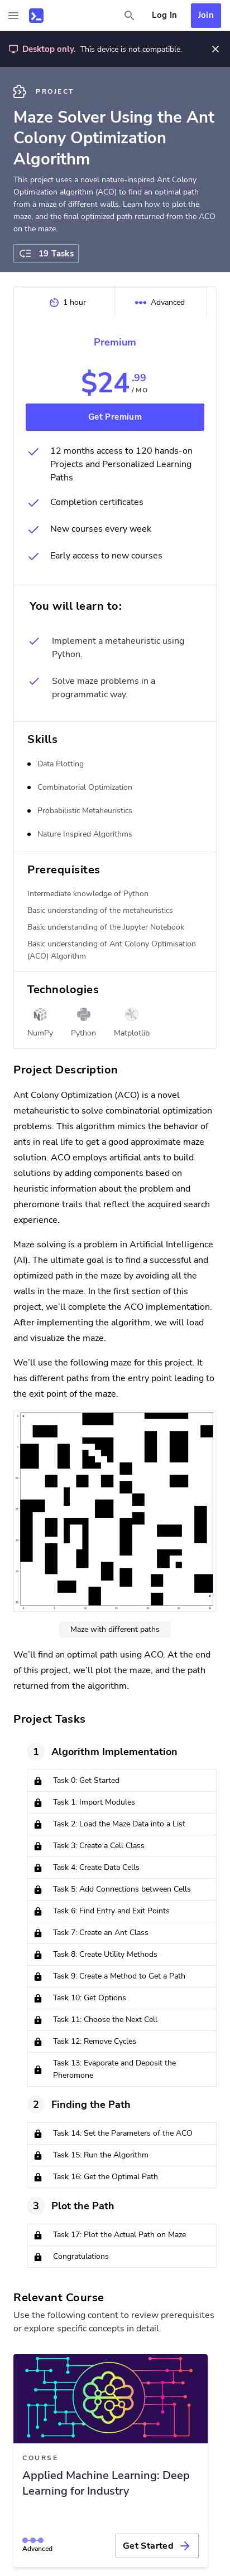 Log In
Join
Desktop only. This device is not compatible.
PROJECT
Maze Solver Using the Ant
Colony Optimization
Algorithm
This project uses a novel nature-inspired Ant Colony
Optimization algorithm (ACO) to find an optimal path
from a maze of different walls. Learn how to plot the
maze, and the final optimized path returned from the ACO
on the maze.
19 Tasks
1 hour
Advanced
Premium
$24.99
/ MO
Get Premium
12 months access to 120 hands-on
Projects and Personalized Learning
Paths
Completion certificates
New courses every week
Early access to new courses
You will learn to:
Implement a metaheuristic using
Python.
Solve maze problems in a
programmatic way.
Skills
Data Plotting
Combinatorial Optimization
Probabilistic Metaheuristics
Nature Inspired Algorithms
Prerequisites
Intermediate knowledge of Python
Basic understanding of the metaheuristics
Basic understanding of the Jupyter Notebook
Basic understanding of Ant Colony Optimisation
(ACO) Algorithm
Technologies
NumPy
Python
Matplotlib
Project Description
Ant Colony Optimization (ACO) is a novel
metaheuristic to solve combinatorial optimization
problems. This algorithm mimics the behavior of
ants in real life to get a good approximate maze
solution. ACO employs artificial ants to build
solutions by adding components based on
heuristic information about the problem and
pheromone trails that reflect the acquired search
experience.
Maze solving is a problem in Artificial Intelligence
(AI). The ultimate goal is to find a successful and
optimized path in the maze by avoiding all the
walls in the maze. In the first section of this
project, we’ll complete the ACO implementation.
After implementing the algorithm, we will load
and visualize the maze.
We’ll use the following maze for this project. It
has different paths from the entry point leading to
the exit point of the maze.
Maze with different paths
We’ll find an optimal path using ACO. At the end
of this project, we’ll plot the maze, and the path
returned from the algorithm.
Project Tasks
1 Algorithm Implementation
Task 0: Get Started
Task 1: Import Modules
Task 2: Load the Maze Data into a List
Task 3: Create a Cell Class
Task 4: Create Data Cells
Task 5: Add Connections between Cells
Task 6: Find Entry and Exit Points
Task 7: Create an Ant Class
Task 8: Create Utility Methods
Task 9: Create a Method to Get a Path
Task 10: Get Options
Task 11: Choose the Next Cell
Task 12: Remove Cycles
Task 13: Evaporate and Deposit the
Pheromone
2 Finding the Path
Task 14: Set the Parameters of the ACO
Task 15: Run the Algorithm
Task 16: Get the Optimal Path
3 Plot the Path
Task 17: Plot the Actual Path on Maze
Congratulations
Relevant Course
Use the following content to review prerequisites
or explore specific concepts in detail.
COURSE
Applied Machine Learning: Deep
Learning for Industry
Advanced
Get Started